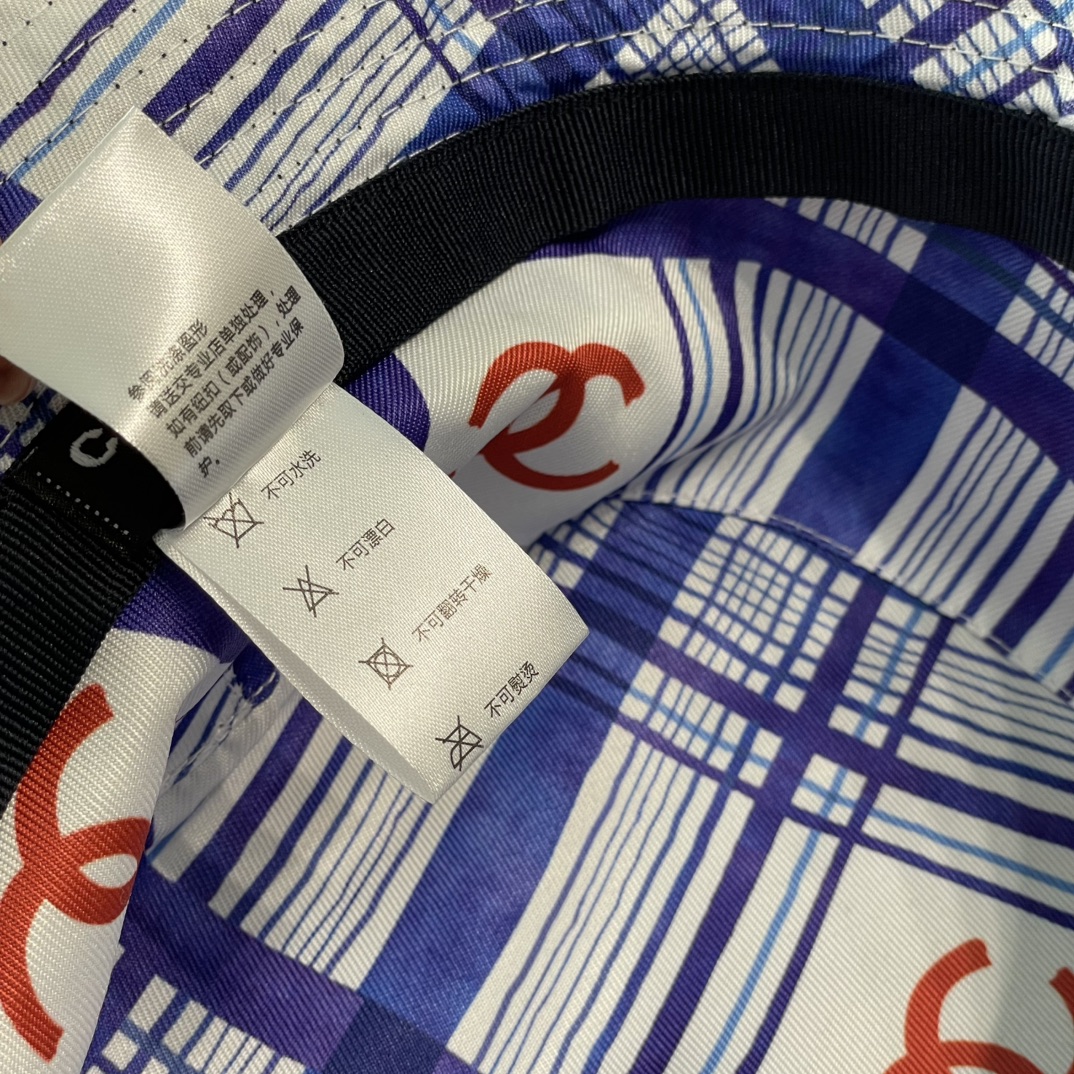 参照洗涤图形
请送交专业店单独处理，
如有纽扣（或配饰），处理
前请先取下或做好专业保
护。
不可水洗
不可漂白
不可翻转干燥
不可熨烫
C